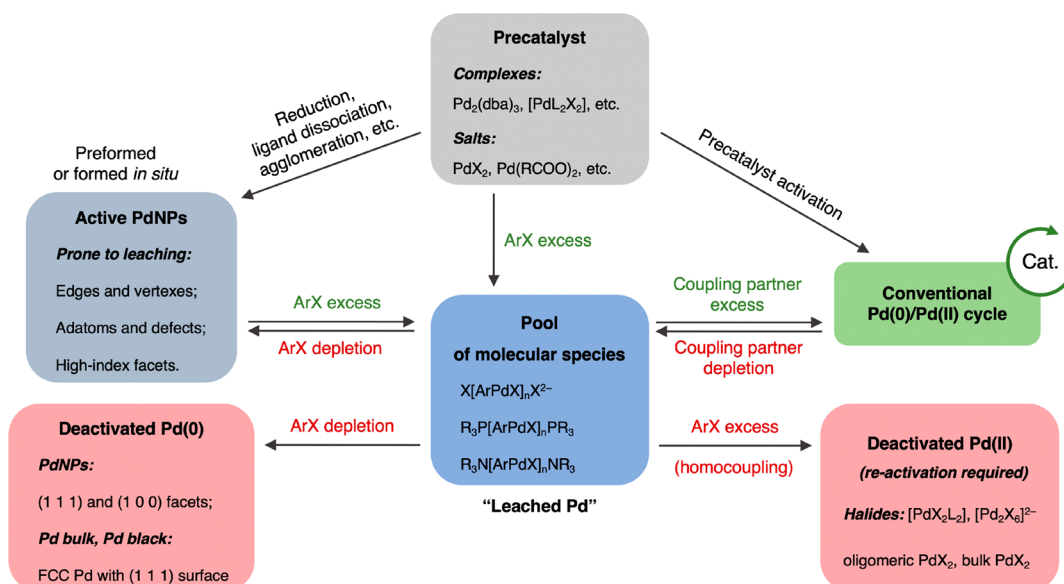 Precatalyst
Complexes:
Pd₂(dba)₃, [PdL₂X₂], etc.
Salts:
PdX₂, Pd(RCOO)₂, etc.
Reduction,
ligand dissociation,
agglomeration, etc.
Precatalyst activation
ArX excess
Preformed
or formed in situ
Active PdNPs
Prone to leaching:
Edges and vertexes;
Adatoms and defects;
High-index facets.
ArX excess
ArX depletion
Pool
of molecular species
X[ArPdX]ₙX²⁻
R₃P[ArPdX]ₙPR₃
R₃N[ArPdX]ₙNR₃
“Leached Pd”
Coupling partner
excess
Coupling partner
depletion
Cat.
Conventional
Pd(0)/Pd(II) cycle
ArX depletion
Deactivated Pd(0)
PdNPs:
(1 1 1) and (1 0 0) facets;
Pd bulk, Pd black:
FCC Pd with (1 1 1) surface
ArX excess
(homocoupling)
Deactivated Pd(II)
(re-activation required)
Halides: [PdX₂L₂], [Pd₂X₆]²⁻
oligomeric PdX₂, bulk PdX₂